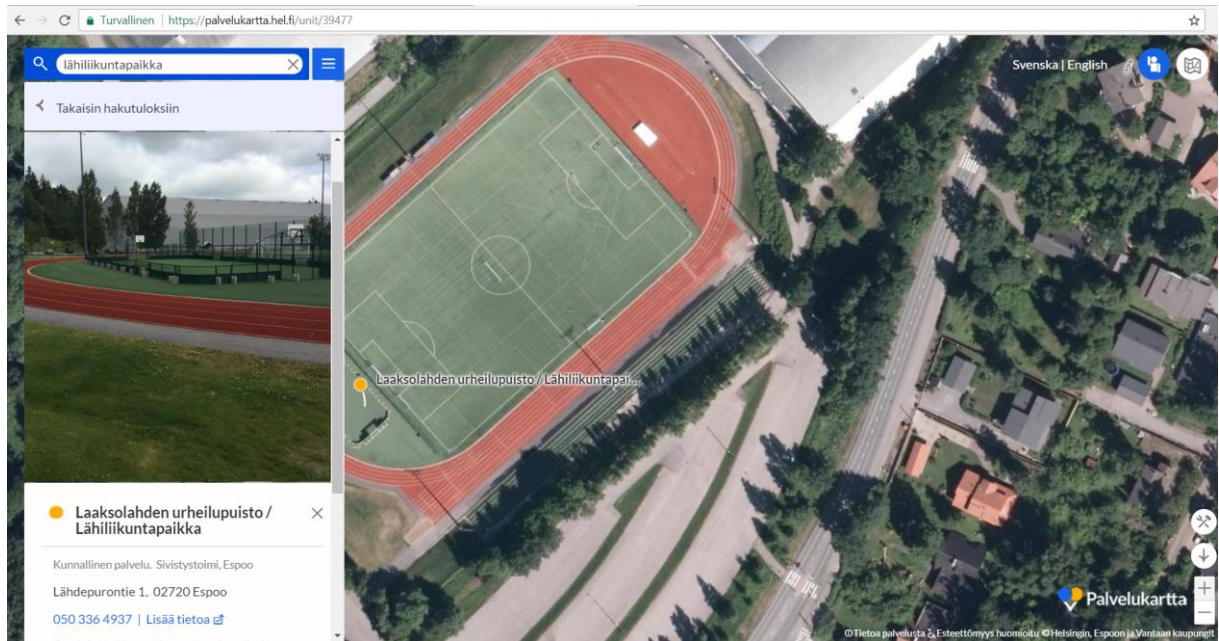 Turvallinen | https://palvelukartta.hel.fi/unit/39477
lähiliikuntapaikka
Svenska | English
Takaisin hakutuloksiin
Laaksolahden urheilupuisto / Lähiliikuntapai...
Laaksolahden urheilupuisto /
Lähiliikuntapaikka
Kunnallinen palvelu. Sivistystoimi, Espoo
Lähdepurontie 1, 02720 Espoo
050 336 4937 | Lisää tietoa
Palvelukartta
Tietoa palvelusta & Esteettömyys huomioitu © Helsingin, Espoon ja Vantaan kaupungit